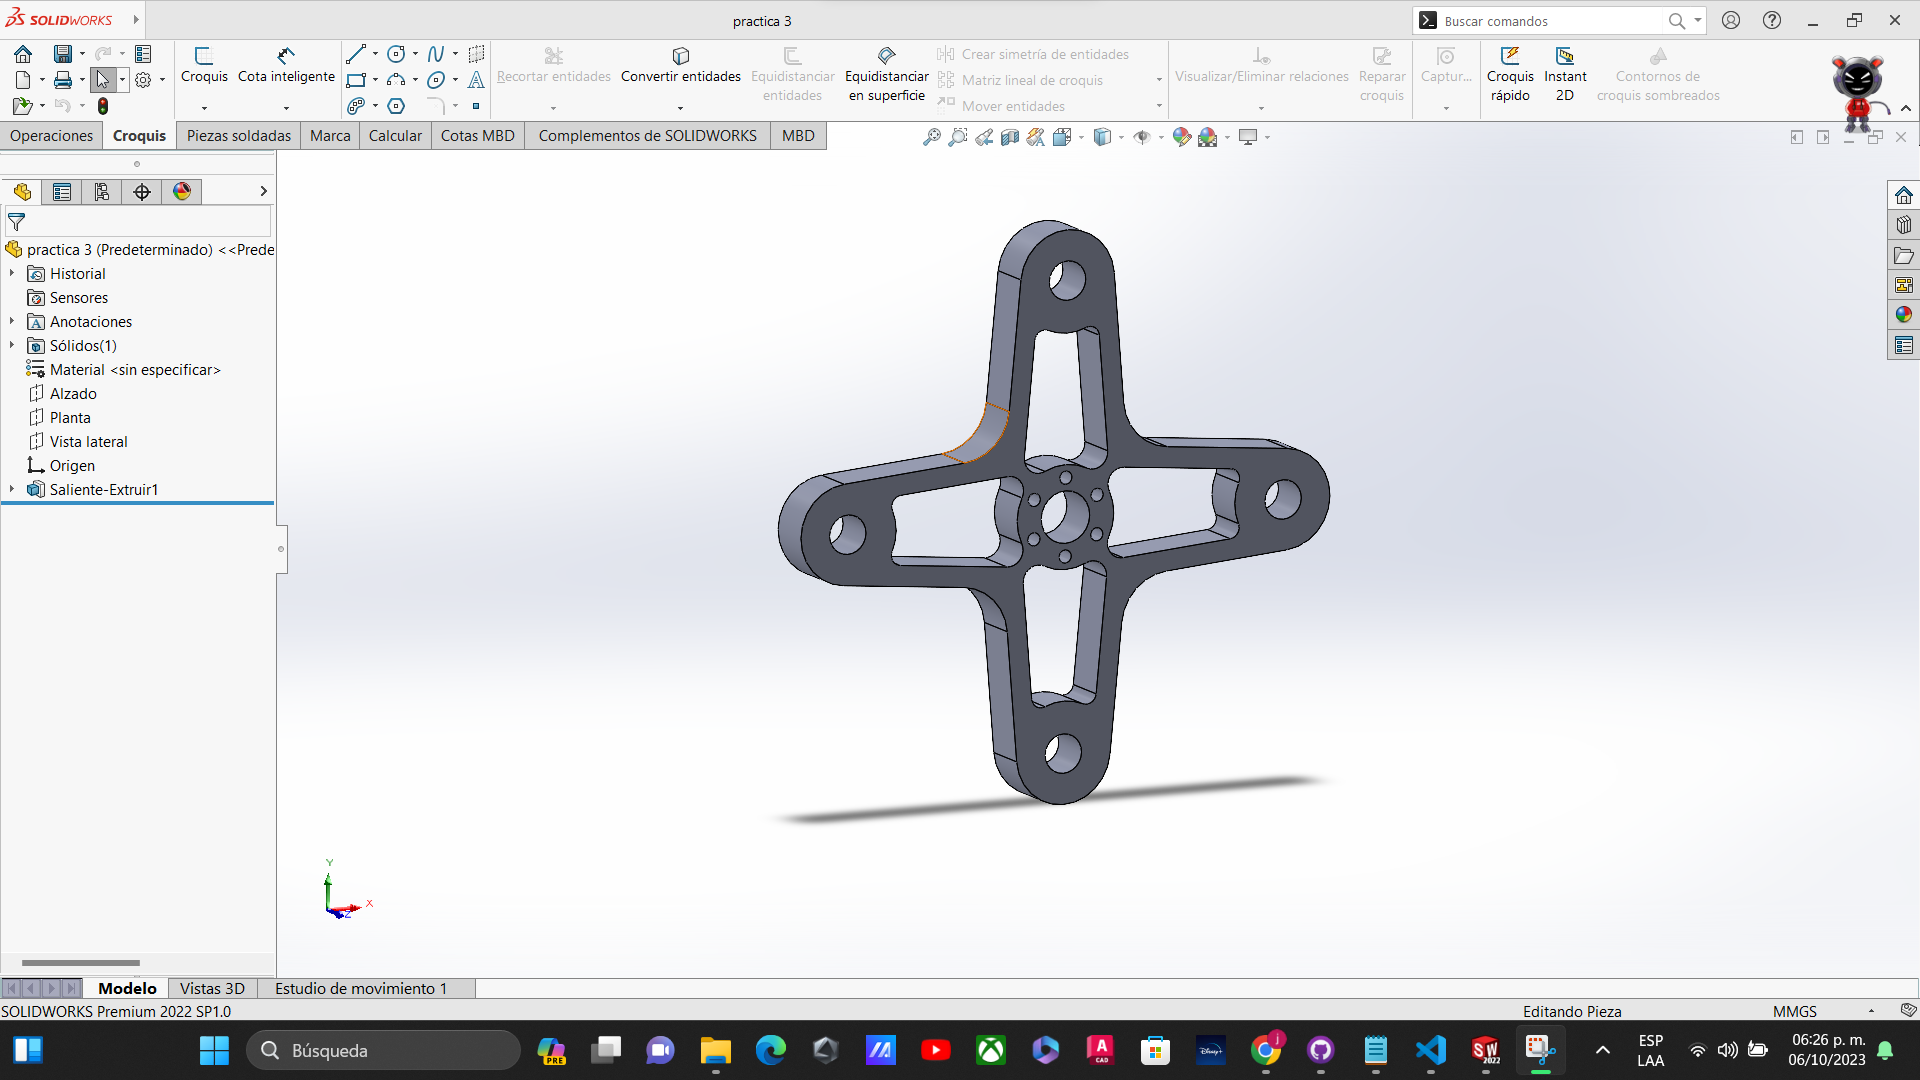 SOLIDWORKS
practica 3
Buscar comandos
Croquis
Cota inteligente
Recortar entidades
Convertir entidades
Equidistanciar entidades
Equidistanciar en superficie
Crear simetría de entidades
Matriz lineal de croquis
Mover entidades
Visualizar/Eliminar relaciones
Reparar croquis
Captur...
Croquis rápido
Instant 2D
Contornos de croquis sombreados
Operaciones
Croquis
Piezas soldadas
Marca
Calcular
Cotas MBD
Complementos de SOLIDWORKS
MBD
practica 3 (Predeterminado) <<Prede
Historial
Sensores
Anotaciones
Sólidos(1)
Material <sin especificar>
Alzado
Planta
Vista lateral
Origen
Saliente-Extruir1
Y
X
Z
Modelo
Vistas 3D
Estudio de movimiento 1
SOLIDWORKS Premium 2022 SP1.0
Editando Pieza
MMGS
Búsqueda
PRE
A
CAD
Disney+
j
SW
2022
ESP
LAA
06:26 p. m.
06/10/2023